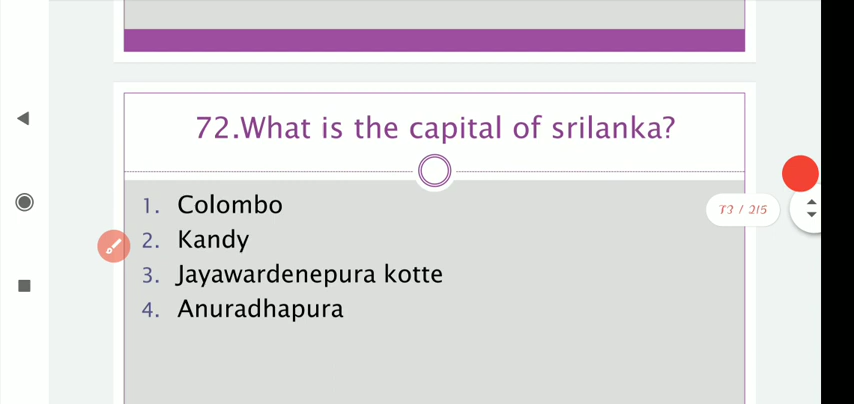 72.What is the capital of srilanka?
1. Colombo
2. Kandy
3. Jayawardenepura kotte
4. Anuradhapura
73 / 215